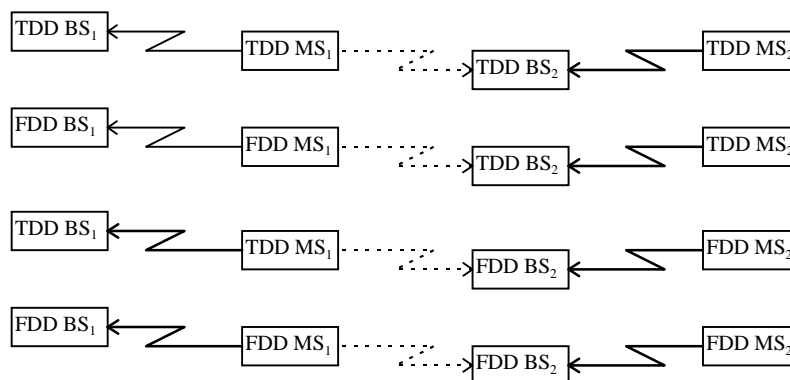 TDD BS₁ TDD MS₁ TDD BS₂ TDD MS₂
FDD BS₁ FDD MS₁ TDD BS₂ TDD MS₂
TDD BS₁ TDD MS₁ FDD BS₂ FDD MS₂
FDD BS₁ FDD MS₁ FDD BS₂ FDD MS₂